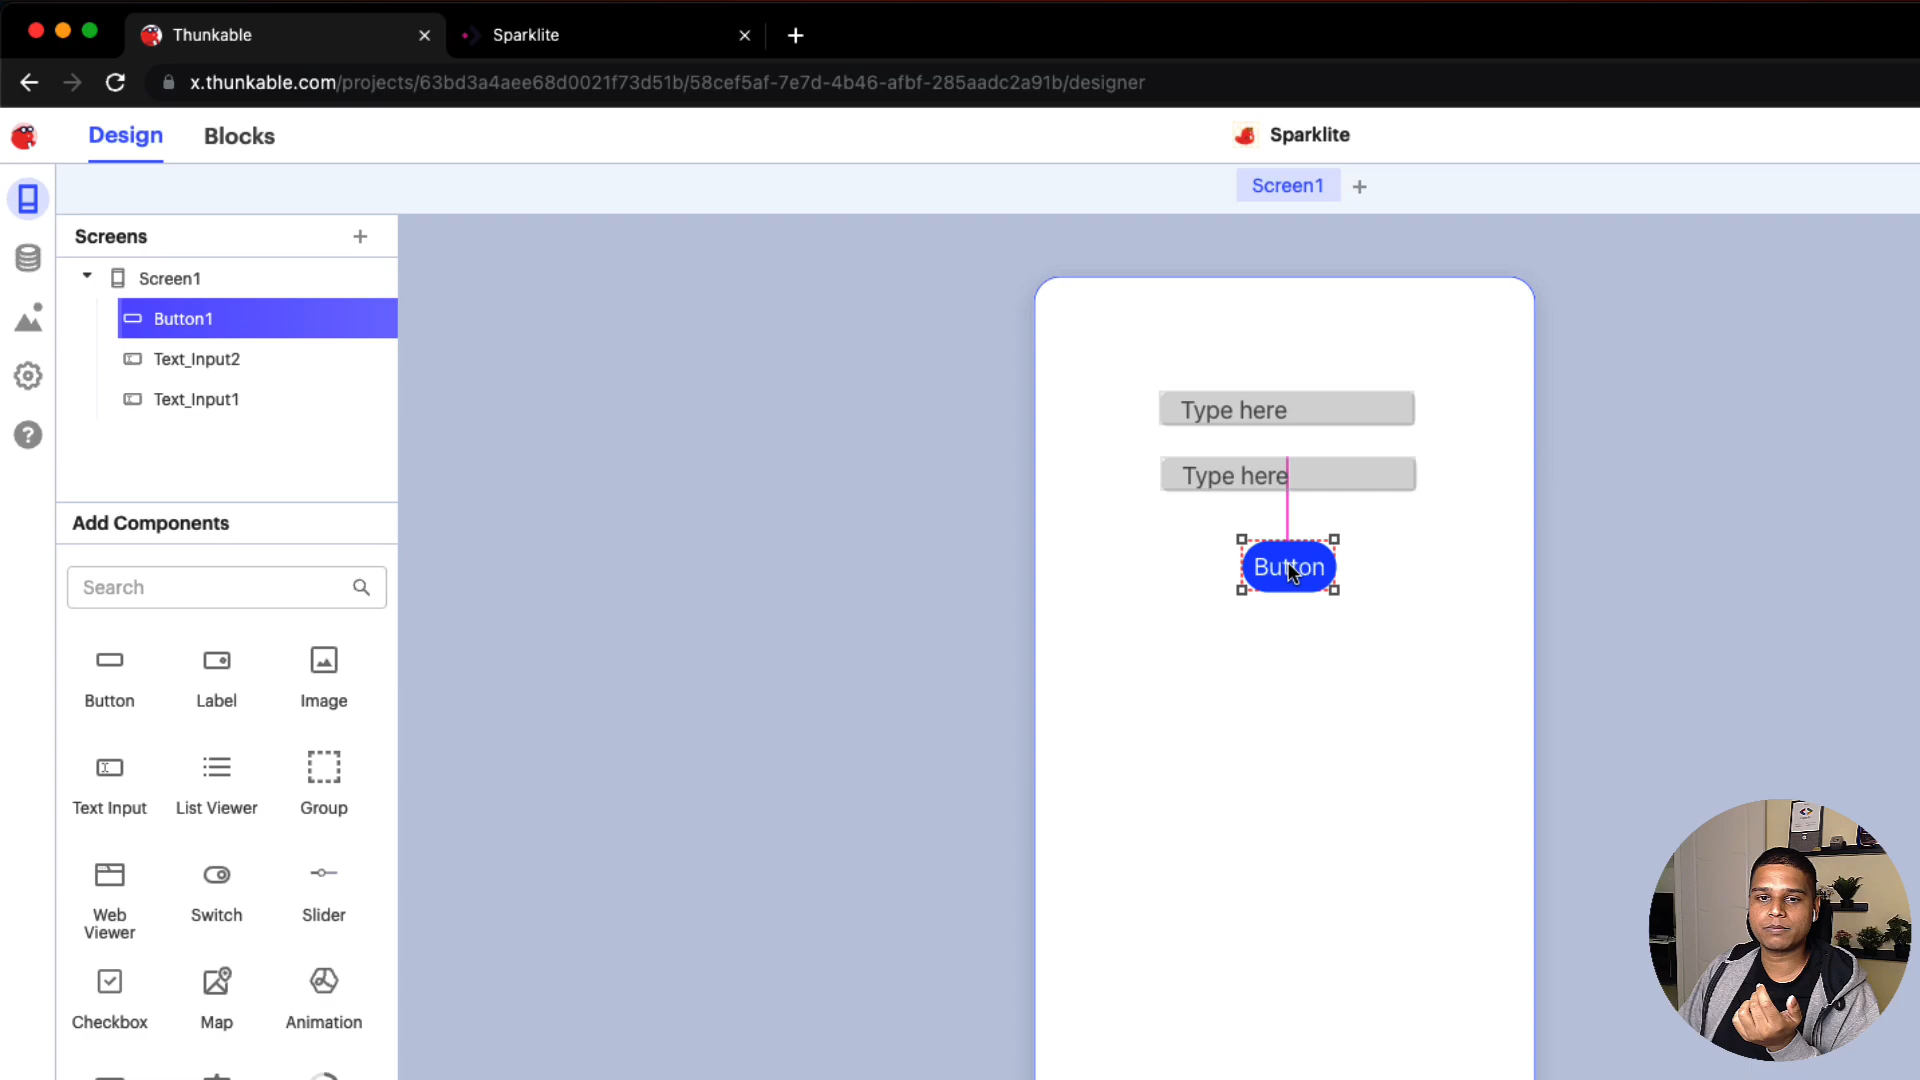 Thunkable
Sparklite
x.thunkable.com/projects/63bd3a4aee68d0021f73d51b/58cef5af-7e7d-4b46-afbf-285aadc2a91b/designer
Design
Blocks
Sparklite
Screen1
Screens
Screen1
Button1
Text_Input2
Text_Input1
Type here
Type here
Button
Add Components
Search
Button
Label
Image
Text Input
List Viewer
Group
Web
Viewer
Switch
Slider
Checkbox
Map
Animation